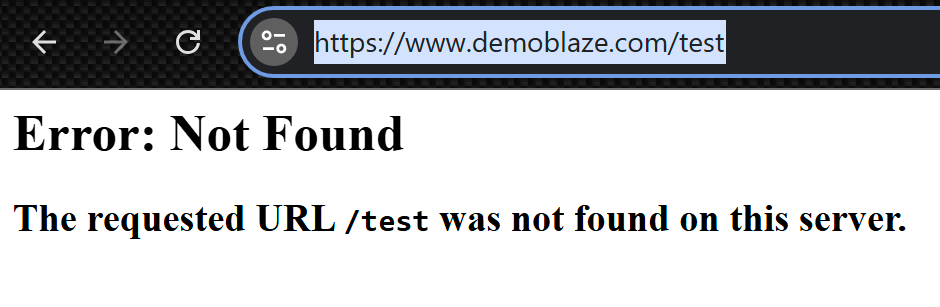 https://www.demoblaze.com/test
Error: Not Found
The requested URL /test was not found on this server.